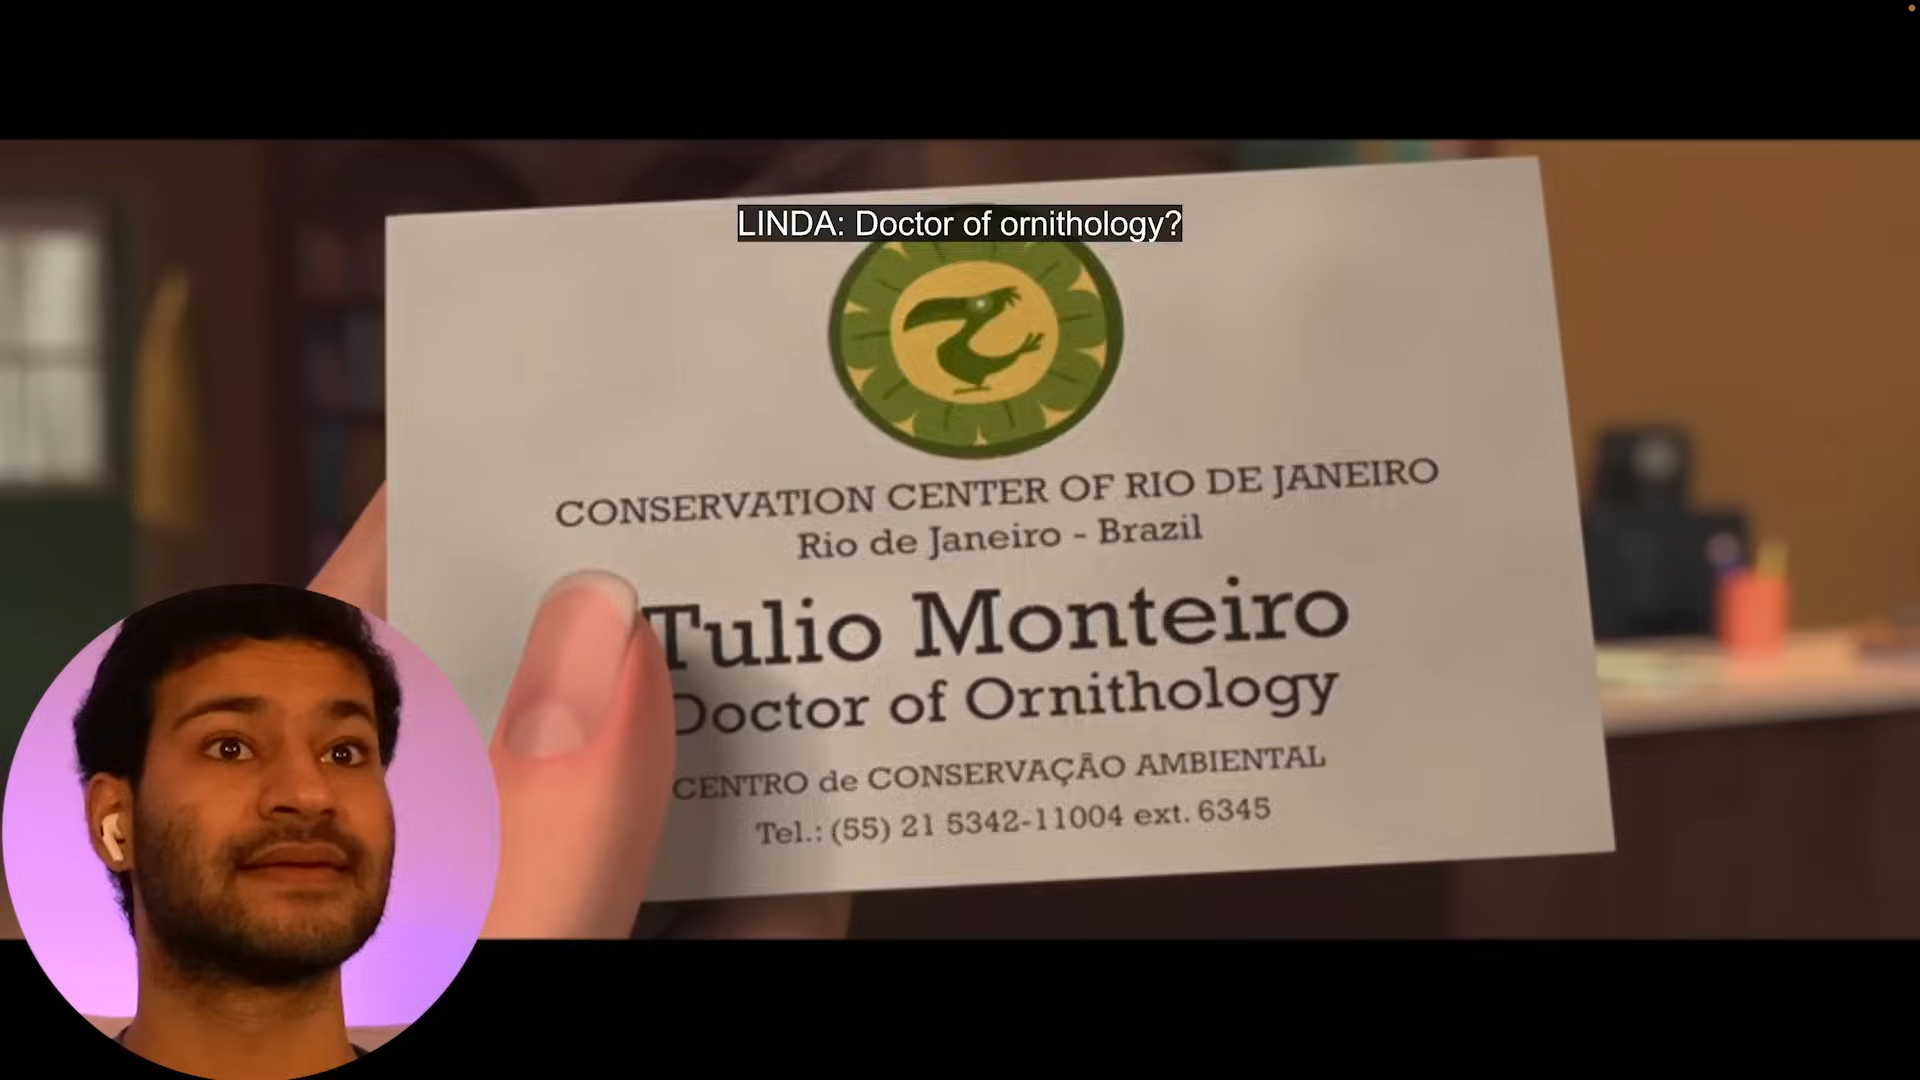 LINDA: Doctor of ornithology?
CONSERVATION CENTER OF RIO DE JANEIRO
Rio de Janeiro - Brazil
Tulio Monteiro
Doctor of Ornithology
CENTRO de CONSERVAÇÃO AMBIENTAL
Tel.: (55) 21 5342-11004 ext. 6345